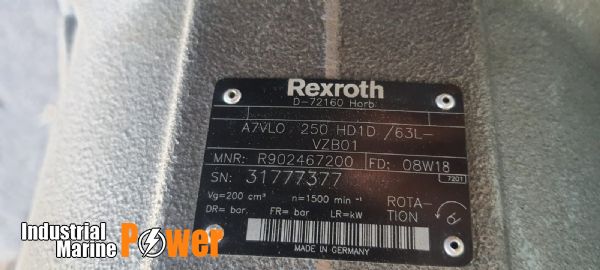 Rexroth
D-72160 Horb
A7VLO 250 HD1D /63L-
VZB01
MNR: R902467200 FD: 08W18
SN: 31777377 7201
Vg=200 cm³ n=1500 min⁻¹ ROTA-
DR= bar. FR= bar LR=kW TION
MADE IN GERMANY
Industrial
Marine Power